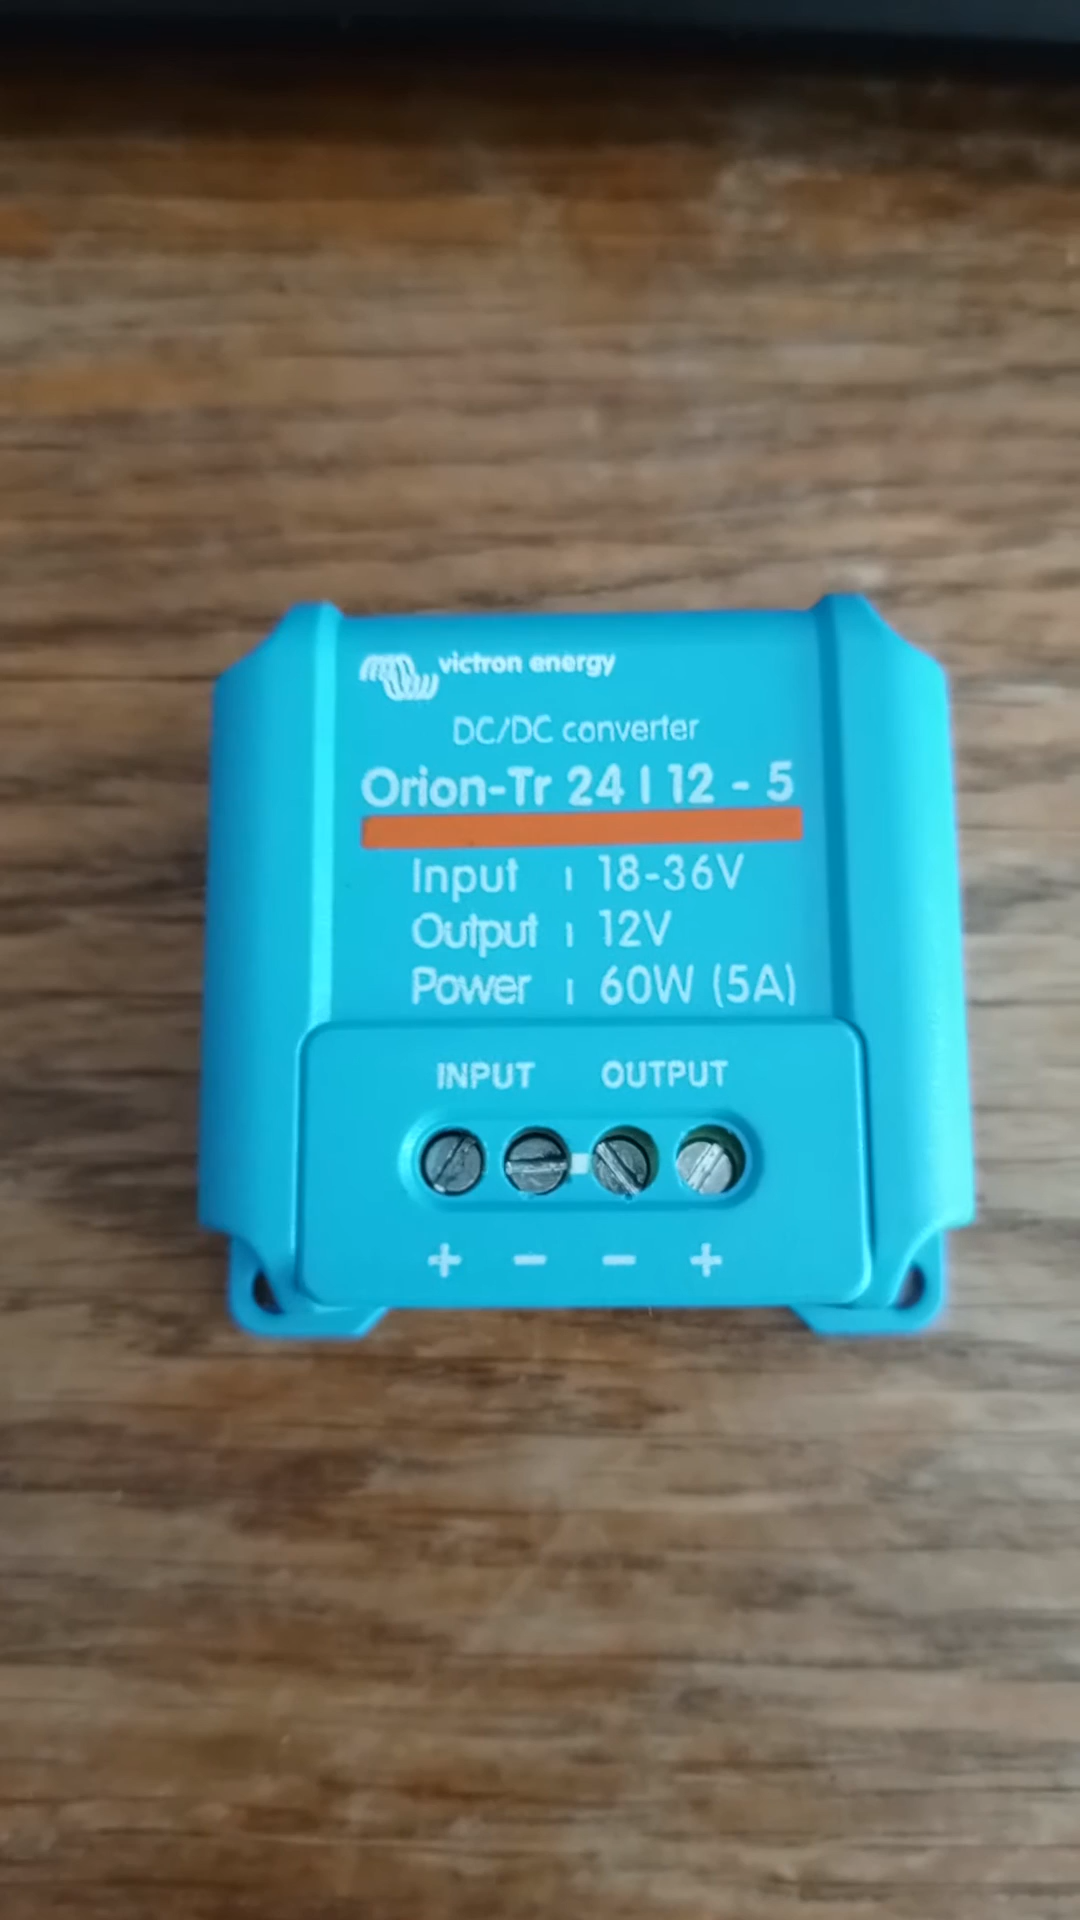 victron energy
DC/DC converter
Orion-Tr 24 | 12 - 5
Input : 18-36V
Output : 12V
Power : 60W (5A)
INPUT OUTPUT
+ − − +